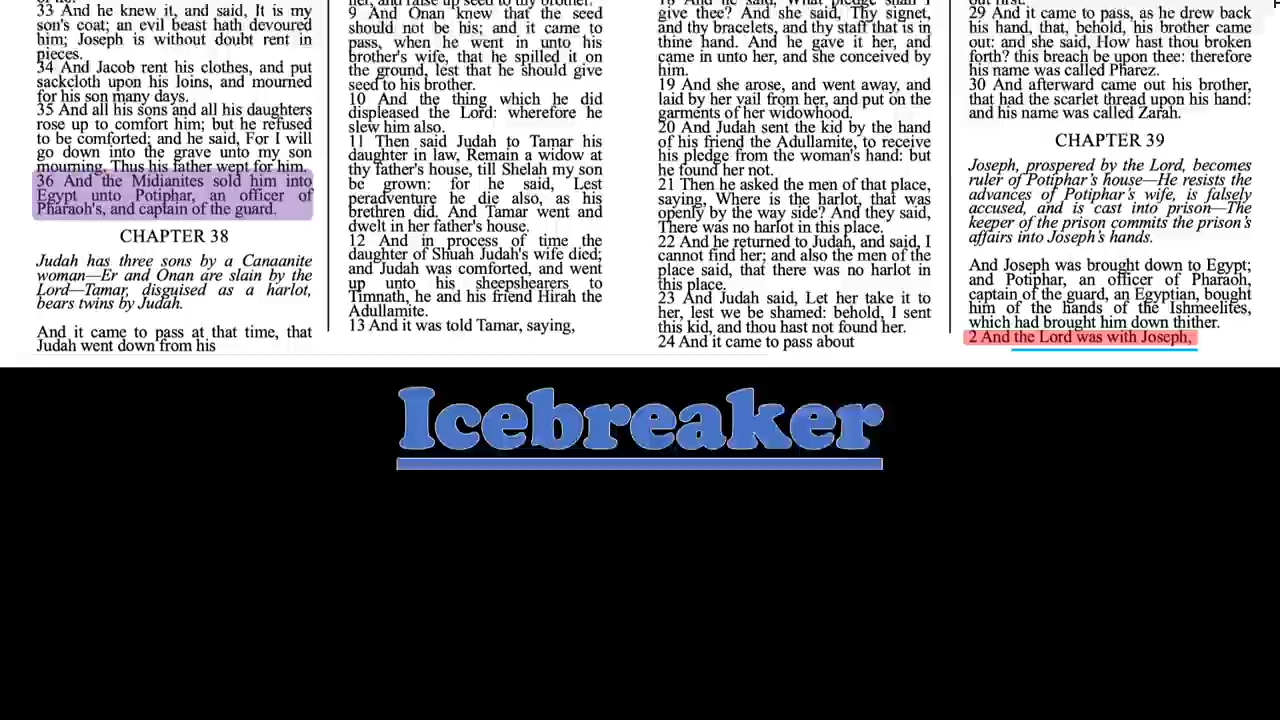 33 And he knew it, and said, It is my
son's coat; an evil beast hath devoured
him; Joseph is without doubt rent in
pieces.
34 And Jacob rent his clothes, and put
sackcloth upon his loins, and mourned
for his son many days.
35 And all his sons and all his daughters
rose up to comfort him; but he refused
to be comforted; and he said, For I will
go down into the grave unto my son
mourning. Thus his father wept for him.
36 And the Midianites sold him into
Egypt unto Potiphar, an officer of
Pharaoh's, and captain of the guard.
CHAPTER 38
Judah has three sons by a Canaanite
woman—Er and Onan are slain by the
Lord—Tamar, disguised as a harlot,
bears twins by Judah.
And it came to pass at that time, that
Judah went down from his
her, and raise up seed to thy brother.
9 And Onan knew that the seed
should not be his; and it came to
pass, when he went in unto his
brother's wife, that he spilled it on
the ground, lest that he should give
seed to his brother.
10 And the thing which he did
displeased the Lord: wherefore he
slew him also.
11 Then said Judah to Tamar his
daughter in law, Remain a widow at
thy father's house, till Shelah my son
be grown: for he said, Lest
peradventure he die also, as his
brethren did. And Tamar went and
dwelt in her father's house.
12 And in process of time the
daughter of Shuah Judah's wife died;
and Judah was comforted, and went
up unto his sheepshearers to
Timnath, he and his friend Hirah the
Adullamite.
13 And it was told Tamar, saying,
18 And he said, What pledge shall I
give thee? And she said, Thy signet,
and thy bracelets, and thy staff that is in
thine hand. And he gave it her, and
came in unto her, and she conceived by
him.
19 And she arose, and went away, and
laid by her vail from her, and put on the
garments of her widowhood.
20 And Judah sent the kid by the hand
of his friend the Adullamite, to receive
his pledge from the woman's hand: but
he found her not.
21 Then he asked the men of that place,
saying, Where is the harlot, that was
openly by the way side? And they said,
There was no harlot in this place.
22 And he returned to Judah, and said, I
cannot find her; and also the men of the
place said, that there was no harlot in
this place.
23 And Judah said, Let her take it to
her, lest we be shamed: behold, I sent
this kid, and thou hast not found her.
24 And it came to pass about
out first.
29 And it came to pass, as he drew back
his hand, that, behold, his brother came
out: and she said, How hast thou broken
forth? this breach be upon thee: therefore
his name was called Pharez.
30 And afterward came out his brother,
that had the scarlet thread upon his hand:
and his name was called Zarah.
CHAPTER 39
Joseph, prospered by the Lord, becomes
ruler of Potiphar's house—He resists the
advances of Potiphar's wife, is falsely
accused, and is cast into prison—The
keeper of the prison commits the prison's
affairs into Joseph's hands.
And Joseph was brought down to Egypt;
and Potiphar, an officer of Pharaoh,
captain of the guard, an Egyptian, bought
him of the hands of the Ishmeelites,
which had brought him down thither.
2 And the Lord was with Joseph,
Icebreaker